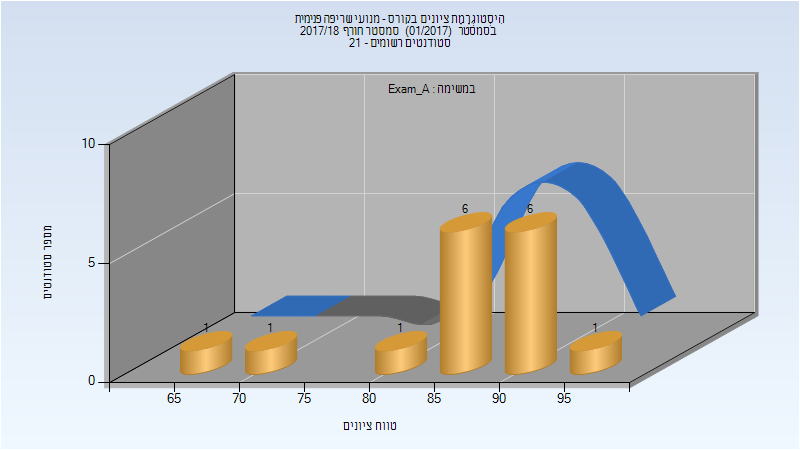 היסטוגרמת ציונים בקורס - מנועי שריפה פנימית
בסמסטר (01/2017) סמסטר חורף 2017/18
סטודנטים רשומים - 21
במשימה : Exam_A
מספר סטודנטים
10
5
0
1
1
1
6
6
1
65
70
75
80
85
90
95
טווח ציונים